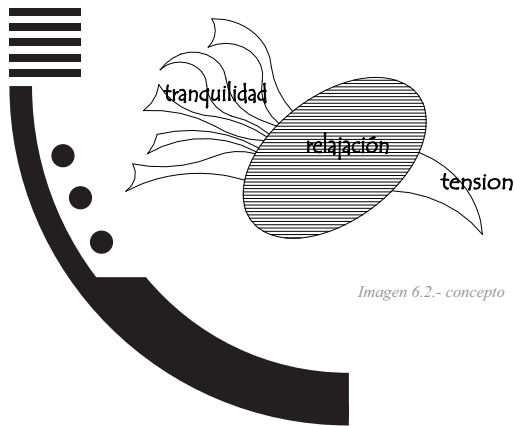 tranquilidad
relajación
tension
Imagen 6.2.- concepto